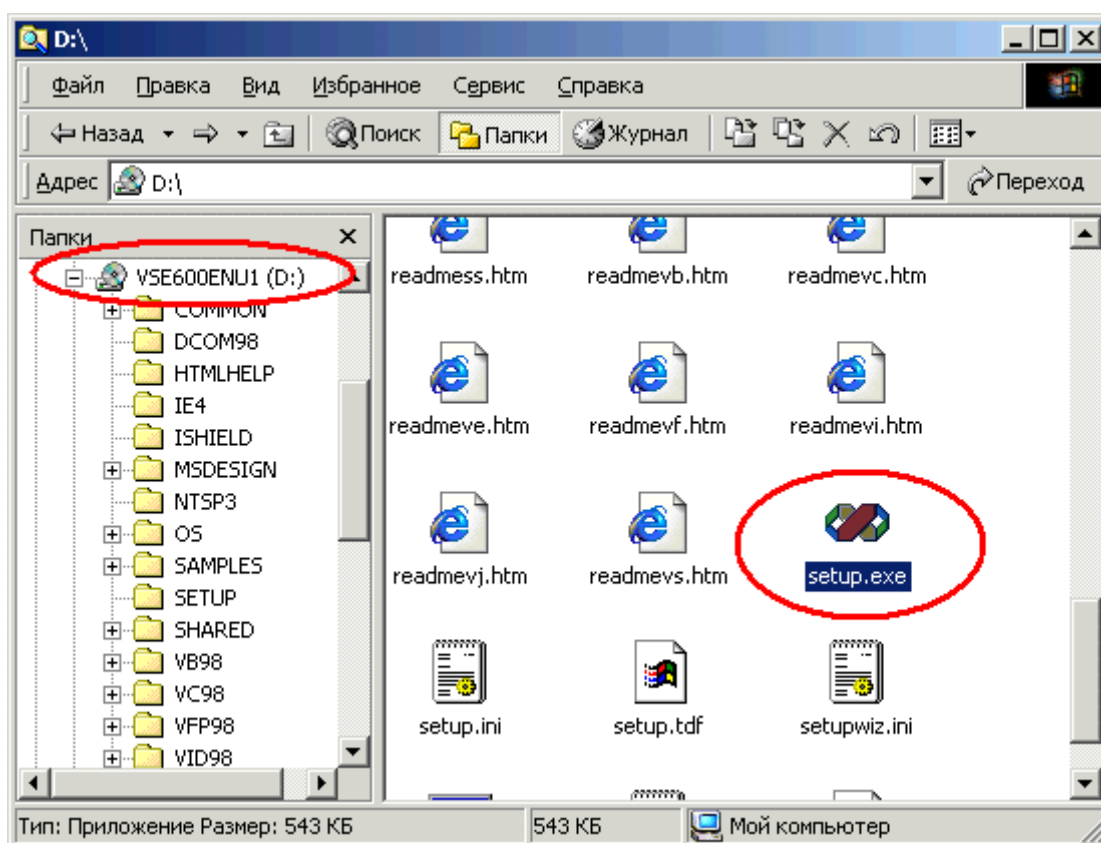 D:\
Файл Правка Вид Избранное Сервис Справка
Назад Поиск Папки Журнал
Адрес D:\ Переход
Папки
VSE600ENU1 (D:)
COMMON
DCOM98
HTMLHELP
IE4
ISHIELD
MSDESIGN
NTSP3
OS
SAMPLES
SETUP
SHARED
VB98
VC98
VFP98
VID98
readmess.htm readmevb.htm readmevc.htm
readmeve.htm readmevf.htm readmevi.htm
readmevj.htm readmevs.htm setup.exe
setup.ini setup.tdf setupwiz.ini
Тип: Приложение Размер: 543 КБ 543 КБ Мой компьютер